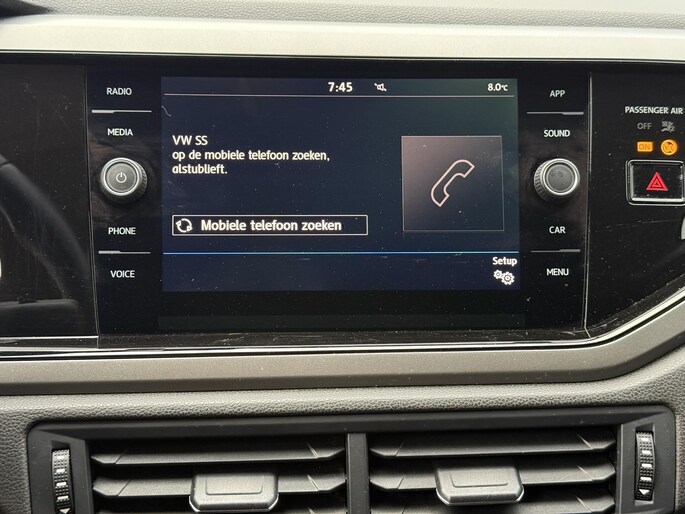 7:45 8.0°C
RADIO
MEDIA
PHONE
VOICE
VW SS
op de mobiele telefoon zoeken,
alstublieft.
Mobiele telefoon zoeken
Setup
APP
SOUND
CAR
MENU
PASSENGER AIR
OFF
ON